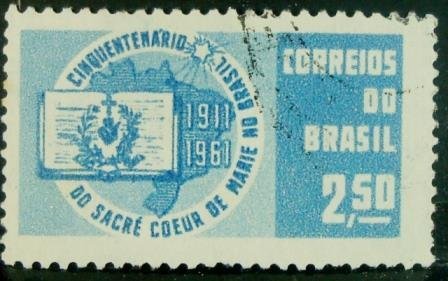 CINQUENTENÁRIO
NO BRASIL
DO SACRÉ COEUR DE MARIE
1911
1961
CORREIOS
DO
BRASIL
2,50